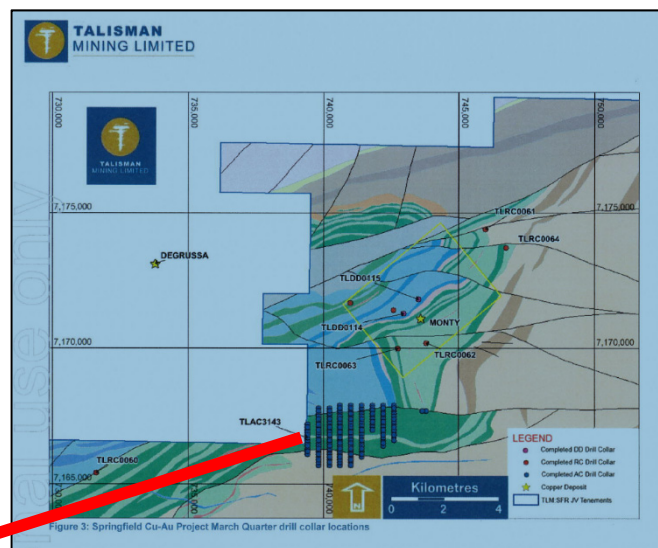 TALISMAN
MINING LIMITED
730,000
735,000
740,000
745,000
750,000
TALISMAN
MINING LIMITED
7,175,000
7,175,000
TLRC0061
TLRC0064
DEGRUSSA
TLDD0115
TLDD0114
MONTY
7,170,000
7,170,000
TLRC0063
TLRC0062
TLAC3143
TLRC0060
7,165,000
LEGEND
Completed DD Drill Collar
Completed RC Drill Collar
Completed AC Drill Collar
Copper Deposit
TLM SFR JV Tenements
N
Kilometres
0 2 4
735,000
740,000
use only
Figure 3: Springfield Cu-Au Project March Quarter drill collar locations